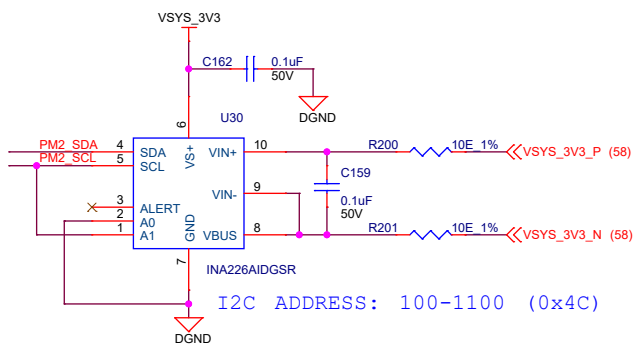 VSYS_3V3
C162 0.1uF
50V
DGND
U30
6
PM2_SDA 4 SDA VS+ VIN+ 10 R200 10E_1% VSYS_3V3_P (58)
PM2_SCL 5 SCL
C159
VIN- 9
0.1uF
50V
3 ALERT
2 A0
1 A1 GND VBUS 8 R201 10E_1% VSYS_3V3_N (58)
7
INA226AIDGSR
I2C ADDRESS: 100-1100 (0x4C)
DGND